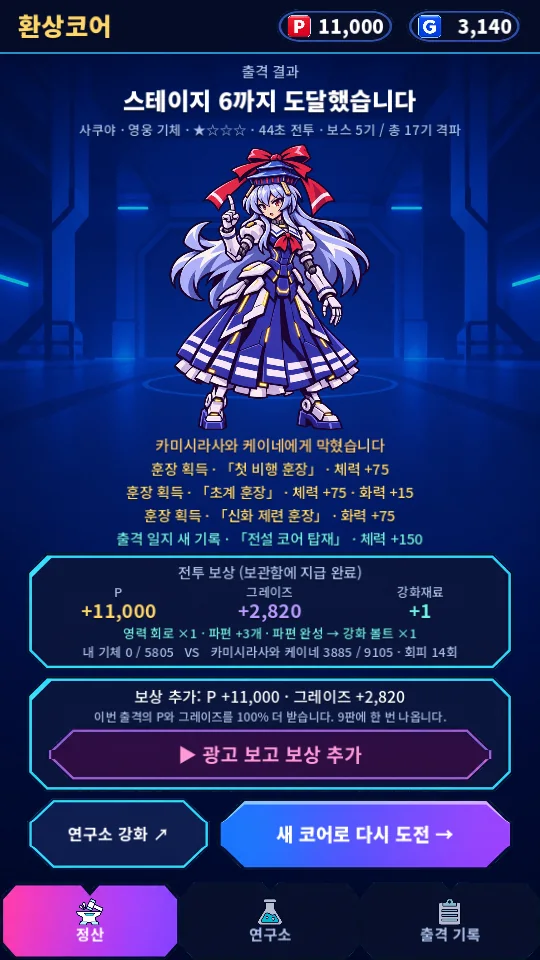 환상코어
P 11,000
G 3,140
출격 결과
스테이지 6까지 도달했습니다
사쿠야 · 영웅 기체 · ★☆☆☆ · 44초 전투 · 보스 5기 / 총 17기 격파
카미시라사와 케이네에게 막혔습니다
훈장 획득 · 「첫 비행 훈장」 · 체력 +75
훈장 획득 · 「초계 훈장」 · 체력 +75 · 화력 +15
훈장 획득 · 「신화 제련 훈장」 · 화력 +75
출격 일지 새 기록 · 「전설 코어 탑재」 · 체력 +150
전투 보상 (보관함에 지급 완료)
P 그레이즈 강화재료
+11,000 +2,820 +1
영력 회로 ×1 · 파편 +3개 · 파편 완성 → 강화 볼트 ×1
내 기체 0 / 5805 VS 카미시라사와 케이네 3885 / 9105 · 회피 14회
보상 추가: P +11,000 · 그레이즈 +2,820
이번 출격의 P와 그레이즈를 100% 더 받습니다. 9판에 한 번 나옵니다.
▶ 광고 보고 보상 추가
연구소 강화 ↗
새 코어로 다시 도전 →
정산
연구소
출격 기록